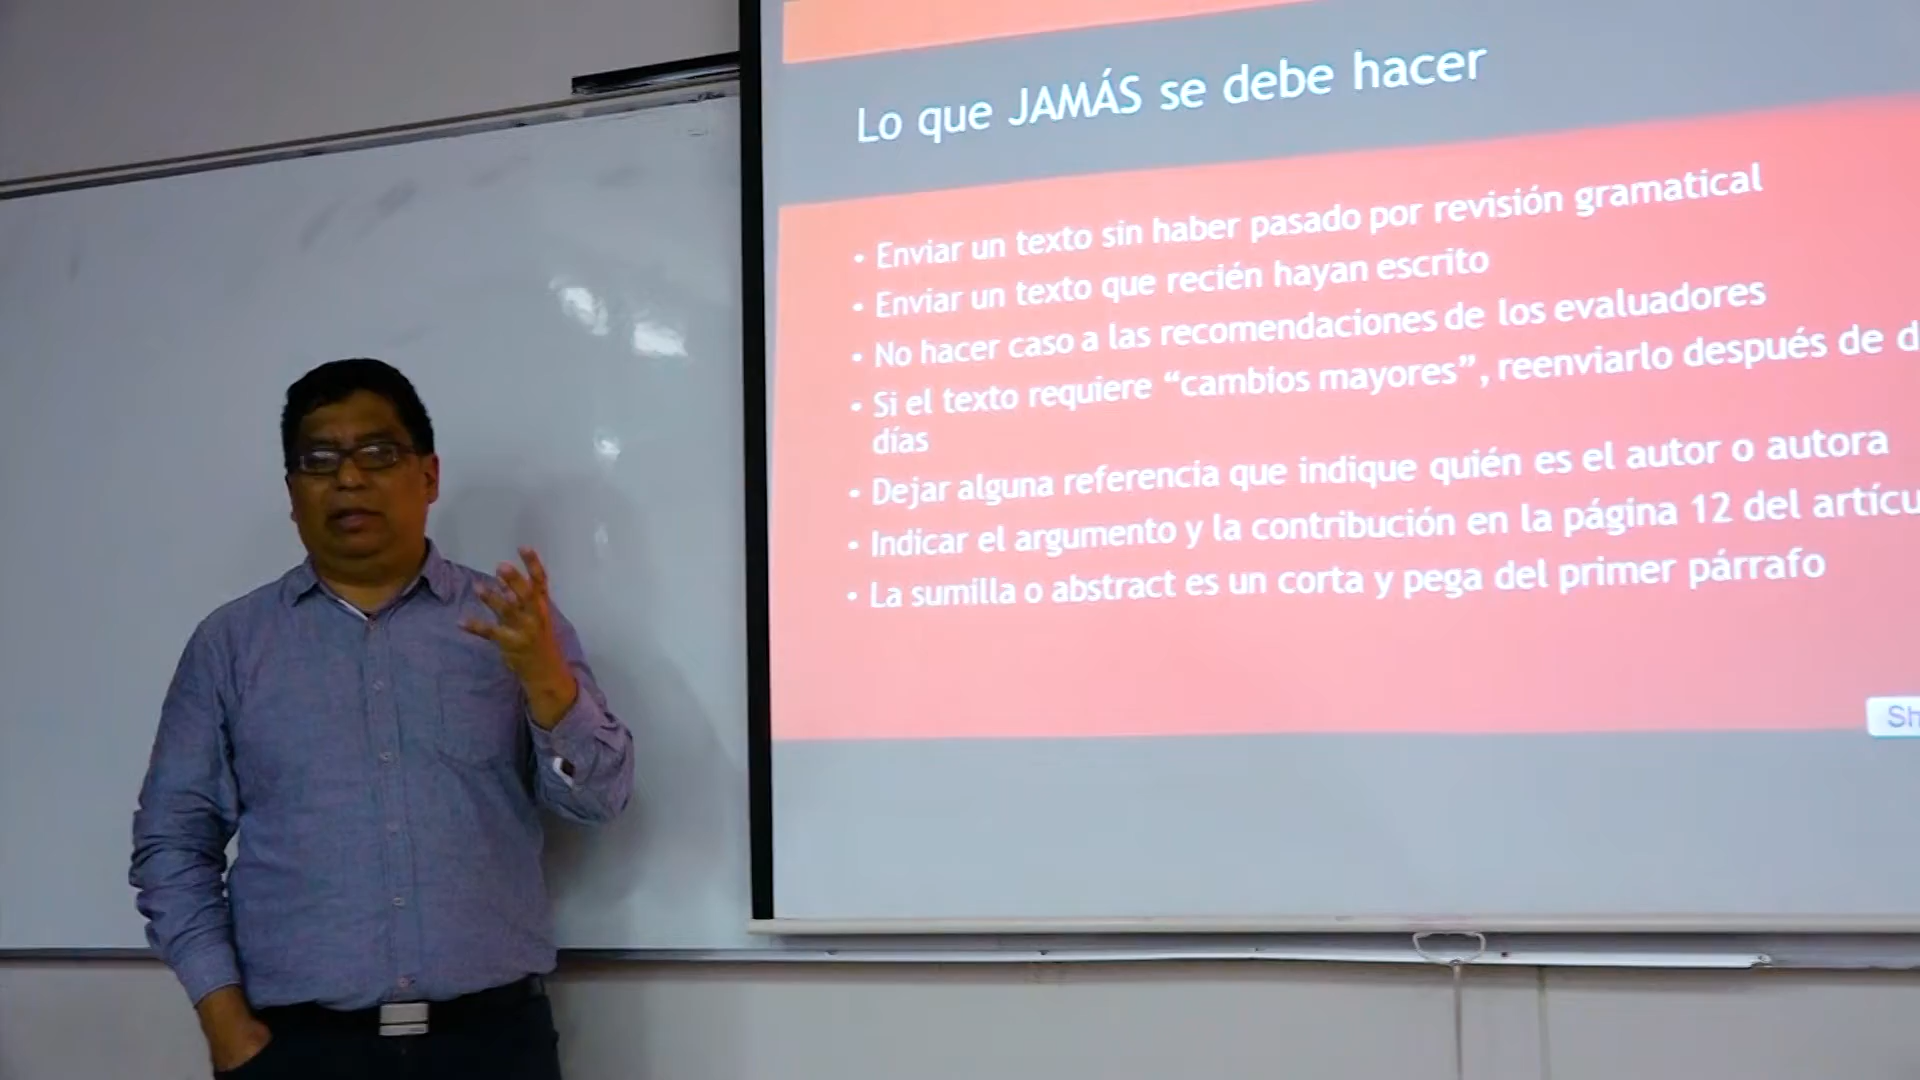 Lo que JAMÁS se debe hacer
• Enviar un texto sin haber pasado por revisión gramatical
• Enviar un texto que recién hayan escrito
• No hacer caso a las recomendaciones de los evaluadores
• Si el texto requiere “cambios mayores”, reenviarlo después de
días
• Dejar alguna referencia que indique quién es el autor o autora
• Indicar el argumento y la contribución en la página 12 del
• La sumilla o abstract es un corta y pega del primer párrafo